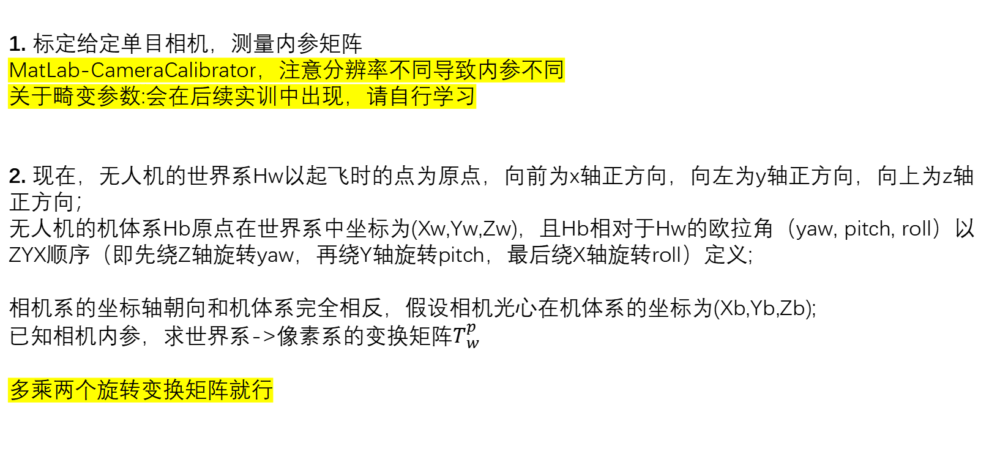 1. 标定给定单目相机，测量内参矩阵
MatLab-CameraCalibrator，注意分辨率不同导致内参不同
关于畸变参数:会在后续实训中出现，请自行学习
2. 现在，无人机的世界系Hw以起飞时的点为原点，向前为x轴正方向，向左为y轴正方向，向上为z轴
正方向；
无人机的机体系Hb原点在世界系中坐标为(Xw,Yw,Zw)，且Hb相对于Hw的欧拉角（yaw, pitch, roll）以
ZYX顺序（即先绕Z轴旋转yaw，再绕Y轴旋转pitch，最后绕X轴旋转roll）定义;
相机系的坐标轴朝向和机体系完全相反，假设相机光心在机体系的坐标为(Xb,Yb,Zb);
已知相机内参，求世界系->像素系的变换矩阵$T_w^p$
多乘两个旋转变换矩阵就行